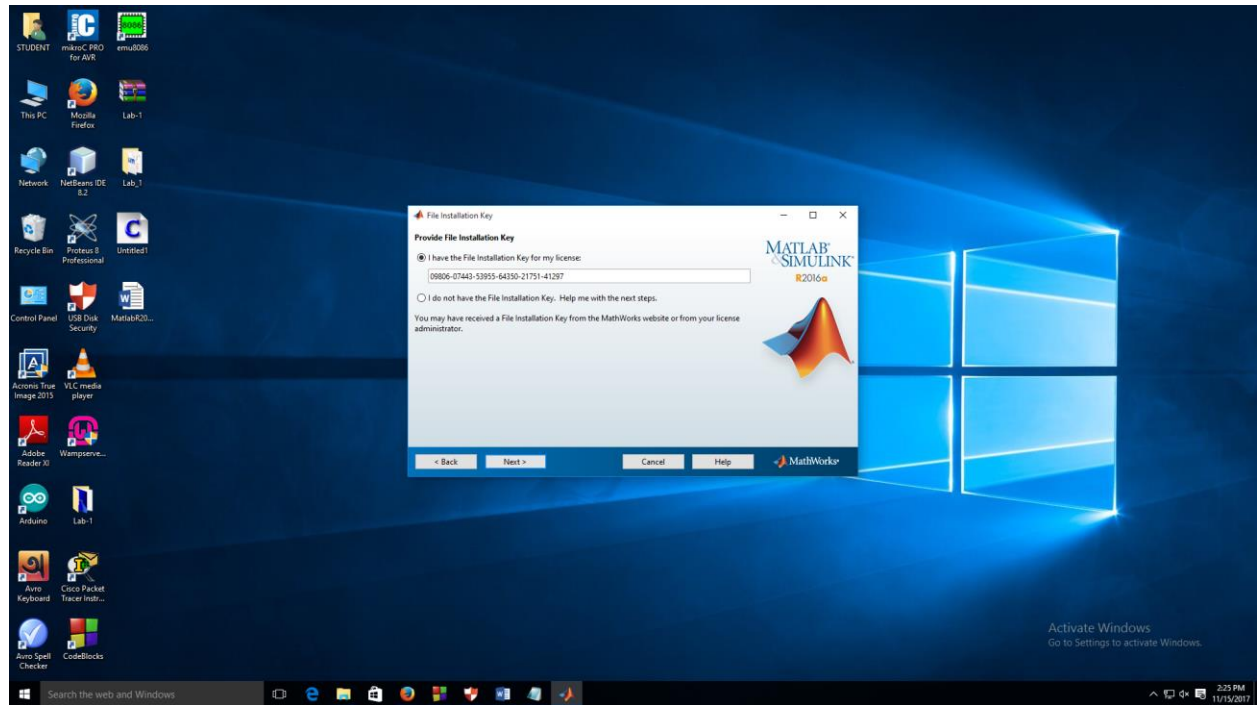 STUDENT
mikroC PRO for AVR
emu8086
This PC
Mozilla Firefox
Lab-1
Network
NetBeans IDE 8.2
Lab_1
Recycle Bin
Proteus 8 Professional
Untitled1
Control Panel
USB Disk Security
MatlabR20...
Acronis True Image 2015
VLC media player
Adobe Reader XI
Wampserve...
Arduino
Lab-1
Avro Keyboard
Cisco Packet Tracer Instr...
Avro Spell Checker
CodeBlocks
File Installation Key
Provide File Installation Key
I have the File Installation Key for my license:
09806-07443-53955-64350-21751-41297
I do not have the File Installation Key. Help me with the next steps.
You may have received a File Installation Key from the MathWorks website or from your license
administrator.
MATLAB®
&SIMULINK®
R2016a
< Back
Next >
Cancel
Help
MathWorks®
Activate Windows
Go to Settings to activate Windows.
Search the web and Windows
2:25 PM
11/15/2017